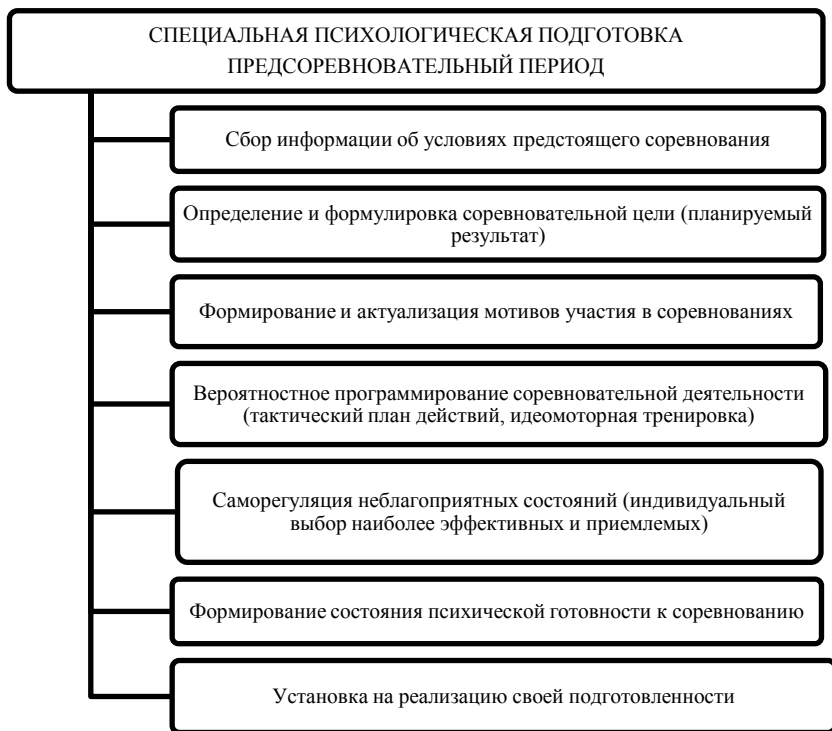 СПЕЦИАЛЬНАЯ ПСИХОЛОГИЧЕСКАЯ ПОДГОТОВКА
ПРЕДСОРЕВНОВАТЕЛЬНЫЙ ПЕРИОД
Сбор информации об условиях предстоящего соревнования
Определение и формулировка соревновательной цели (планируемый
результат)
Формирование и актуализация мотивов участия в соревнованиях
Вероятностное программирование соревновательной деятельности
(тактический план действий, идеомоторная тренировка)
Саморегуляция неблагоприятных состояний (индивидуальный
выбор наиболее эффективных и приемлемых)
Формирование состояния психической готовности к соревнованию
Установка на реализацию своей подготовленности